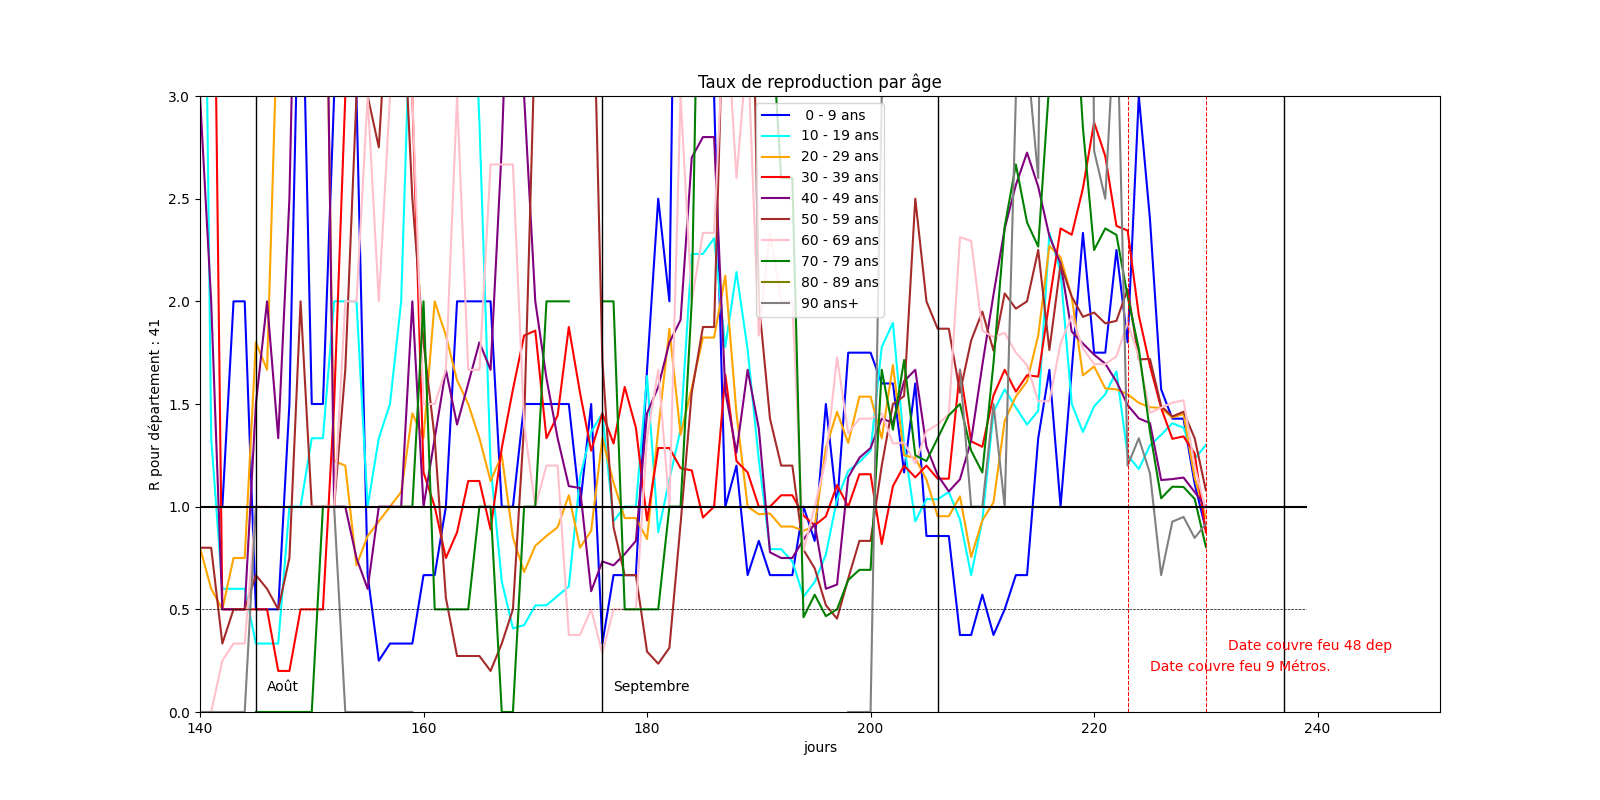 Taux de reproduction par âge
R pour département : 41
3.0
2.5
2.0
1.5
1.0
0.5
0.0
0 - 9 ans
10 - 19 ans
20 - 29 ans
30 - 39 ans
40 - 49 ans
50 - 59 ans
60 - 69 ans
70 - 79 ans
80 - 89 ans
90 ans+
Date couvre feu 48 dep
Date couvre feu 9 Métros.
Août
Septembre
140
160
180
200
220
240
jours